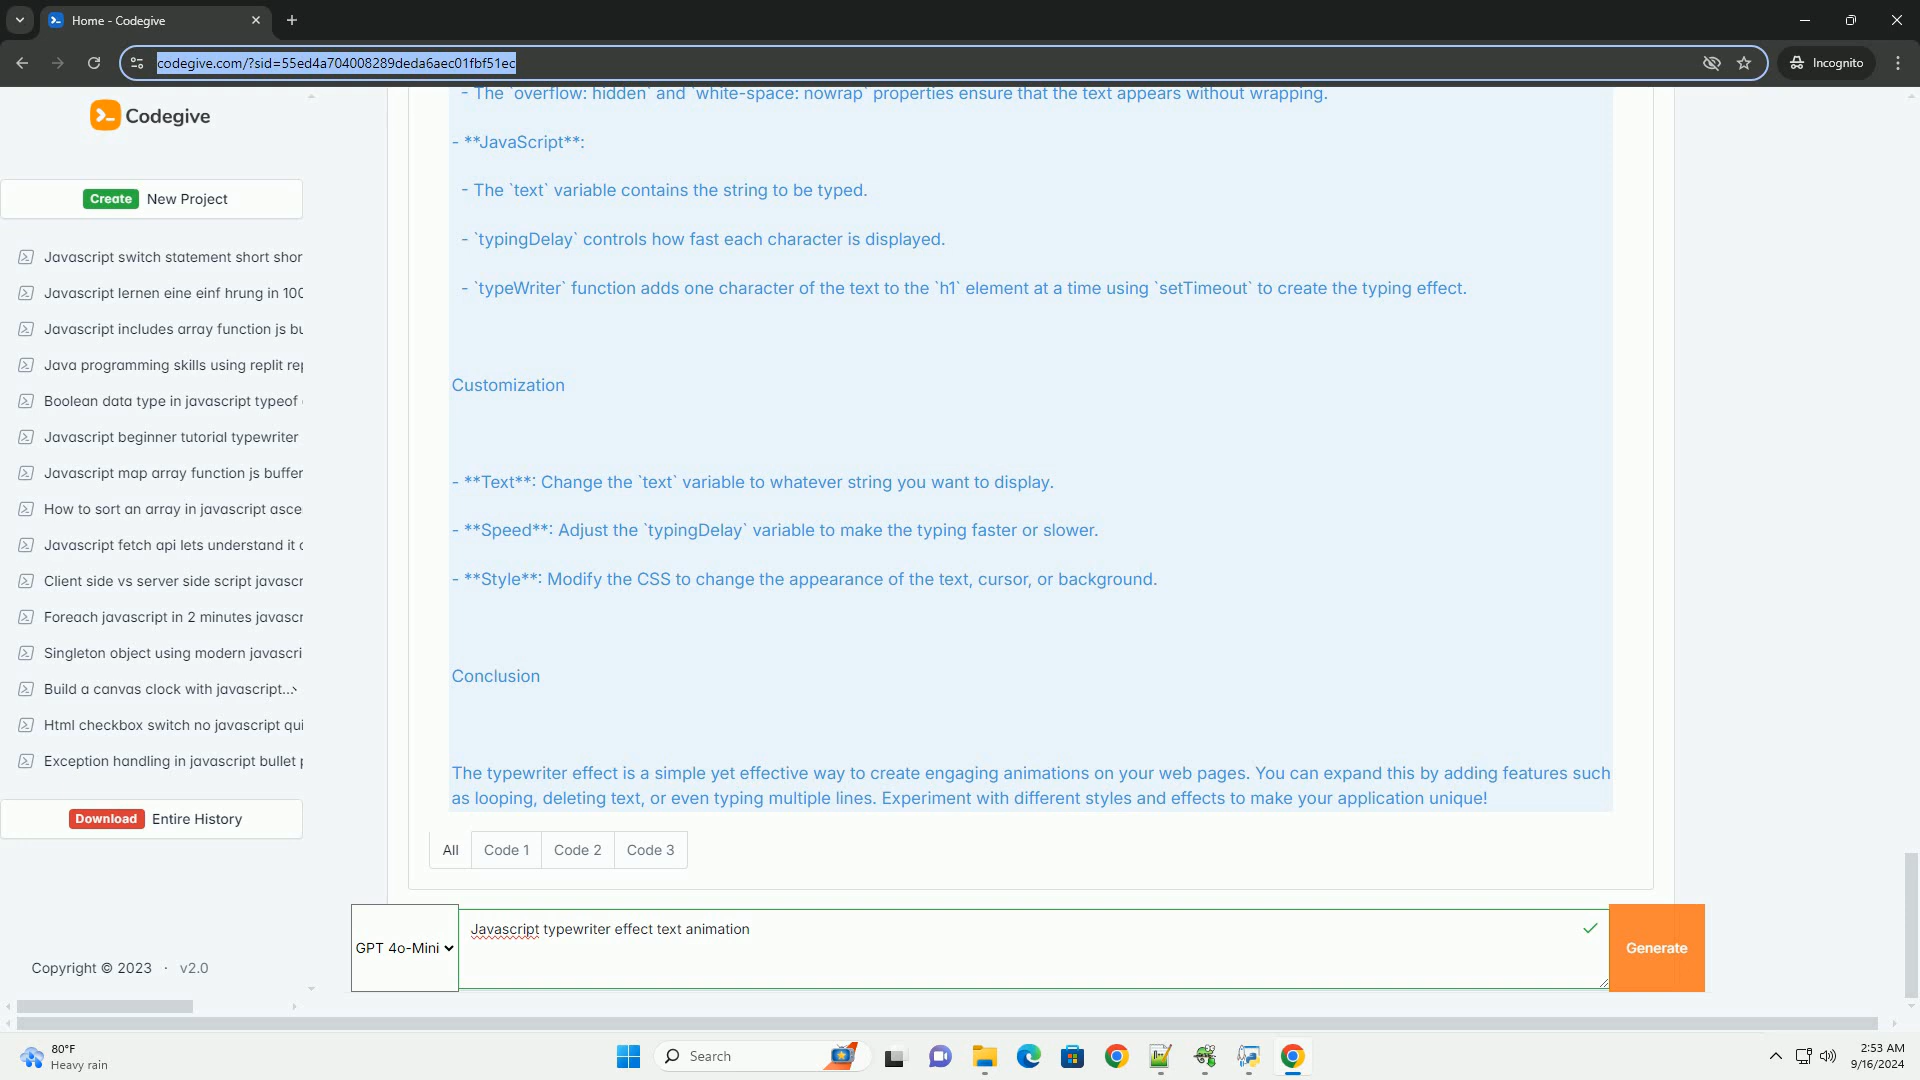 Home - Codegive
codegive.com/?sid=55ed4a704008289deda6aec01fbf51ec
Incognito
Codegive
Create New Project
Javascript switch statement short shor
Javascript lernen eine einf hrung in 100
Javascript includes array function js bu
Java programming skills using replit rep
Boolean data type in javascript typeof
Javascript beginner tutorial typewriter
Javascript map array function js buffer
How to sort an array in javascript asce
Javascript fetch api lets understand it c
Client side vs server side script javascr
Foreach javascript in 2 minutes javascr
Singleton object using modern javascri
Build a canvas clock with javascript...
Html checkbox switch no javascript qui
Exception handling in javascript bullet p
Download Entire History
Copyright © 2023 · v2.0
- The `overflow: hidden` and `white-space: nowrap` properties ensure that the text appears without wrapping.
- **JavaScript**:
- The `text` variable contains the string to be typed.
- `typingDelay` controls how fast each character is displayed.
- `typeWriter` function adds one character of the text to the `h1` element at a time using `setTimeout` to create the typing effect.
Customization
- **Text**: Change the `text` variable to whatever string you want to display.
- **Speed**: Adjust the `typingDelay` variable to make the typing faster or slower.
- **Style**: Modify the CSS to change the appearance of the text, cursor, or background.
Conclusion
The typewriter effect is a simple yet effective way to create engaging animations on your web pages. You can expand this by adding features such
as looping, deleting text, or even typing multiple lines. Experiment with different styles and effects to make your application unique!
All Code 1 Code 2 Code 3
GPT 4o-Mini
Javascript typewriter effect text animation
Generate
80°F
Heavy rain
Search
2:53 AM
9/16/2024